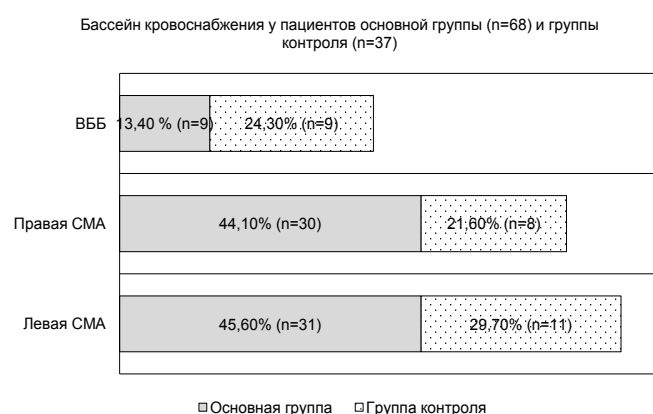 Бассейн кровоснабжения у пациентов основной группы (n=68) и группы
контроля (n=37)
ВББ 13,40 % (n=9) 24,30% (n=9)
Правая СМА 44,10% (n=30) 21,60% (n=8)
Левая СМА 45,60% (n=31) 29,70% (n=11)
Основная группа Группа контроля